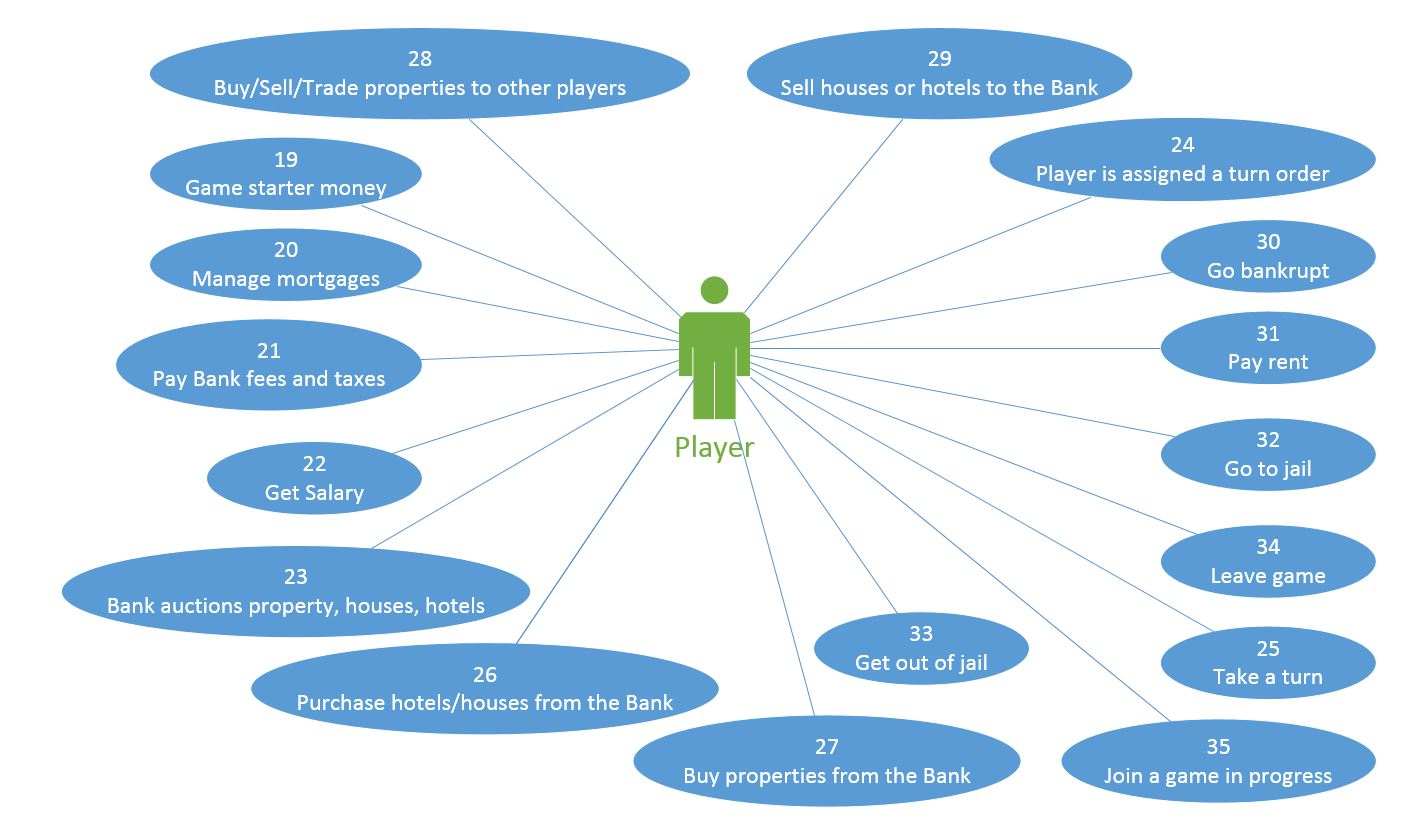 28
Buy/Sell/Trade properties to other players
29
Sell houses or hotels to the Bank
24
Player is assigned a turn order
19
Game starter money
20
Manage mortgages
30
Go bankrupt
21
Pay Bank fees and taxes
31
Pay rent
Player
22
Get Salary
32
Go to jail
23
Bank auctions property, houses, hotels
34
Leave game
33
Get out of jail
25
Take a turn
26
Purchase hotels/houses from the Bank
27
Buy properties from the Bank
35
Join a game in progress